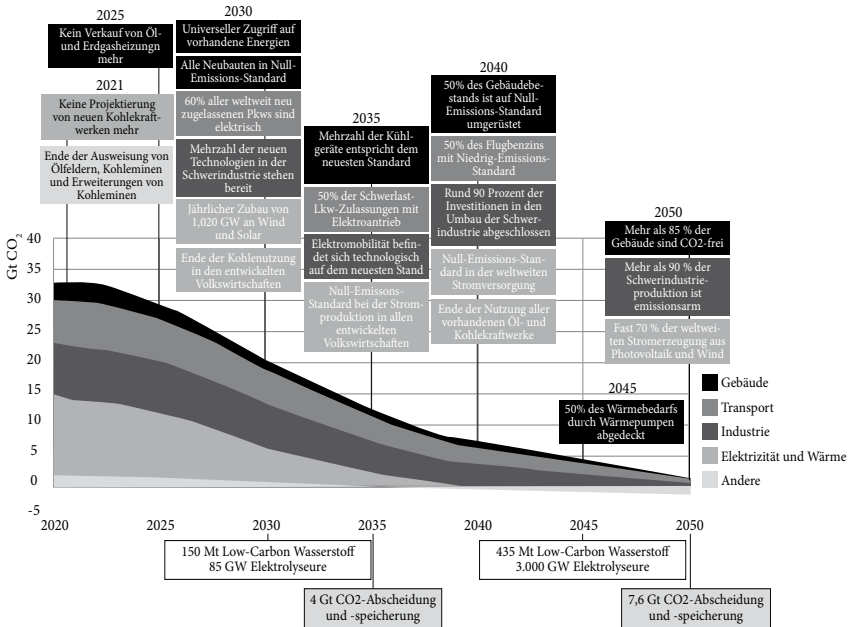 2025
Kein Verkauf von Öl-
und Erdgasheizungn
mehr
2021
Keine Projektierung
von neuen Kohlekraft-
werken mehr
Ende der Ausweisung von
Ölfeldern, Kohleminen
und Erweiterungen von
Kohleminen
2030
Universeller Zugriff auf
vorhandene Energien
Alle Neubauten in Null-
Emissions-Standard
60% aller weltweit neu
zugelassenen Pkws sind
elektrisch
Mehrzahl der neuen
Technologien in der
Schwerindustrie stehen
bereit
Jährlicher Zubau von
1,020 GW an Wind
und Solar
Ende der Kohlenutzung
in den entwickelten
Volkswirtschaften
2035
Mehrzahl der Kühl-
geräte entspricht dem
neuesten Standard
50% der Schwerlast-
Lkw-Zulassungen mit
Elektroantrieb
Elektromobilität befin-
det sich technologisch
auf dem neuesten Stand
Null-Emissons-
Standard bei der Strom-
produktion in allen
entwickelten
Volkswirtschaften
2040
50% des Gebäudebe-
stands ist auf Null-
Emissions-Standard
umgerüstet
50% des Flugbenzins
mit Niedrig-Emissions-
Standard
Rund 90 Prozent der
Investitionen in den
Umbau der Schwer-
industrie abgeschlossen
Null-Emissions-Stan-
dard in der weltweiten
Stromversorgung
Ende der Nutzung aller
vorhandenen Öl- und
Kohlekraftwerke
2050
Mehr als 85 % der
Gebäude sind CO2-frei
Mehr als 90 % der
Schwerindustrie-
produktion ist
emissionsarm
Fast 70 % der weltwei-
ten Stromerzeugung aus
Photovoltaik und Wind
2045
50% des Wärmebedarfs
durch Wärmepumpen
abgedeckt
Gebäude
Transport
Industrie
Elektrizität und Wärme
Andere
Gt CO₂
40
35
30
25
20
15
10
5
0
-5
2020
2025
2030
2035
2040
2045
2050
150 Mt Low-Carbon Wasserstoff
85 GW Elektrolyseure
435 Mt Low-Carbon Wasserstoff
3.000 GW Elektrolyseure
4 Gt CO2-Abscheidung
und -speicherung
7,6 Gt CO2-Abscheidung
und -speicherung